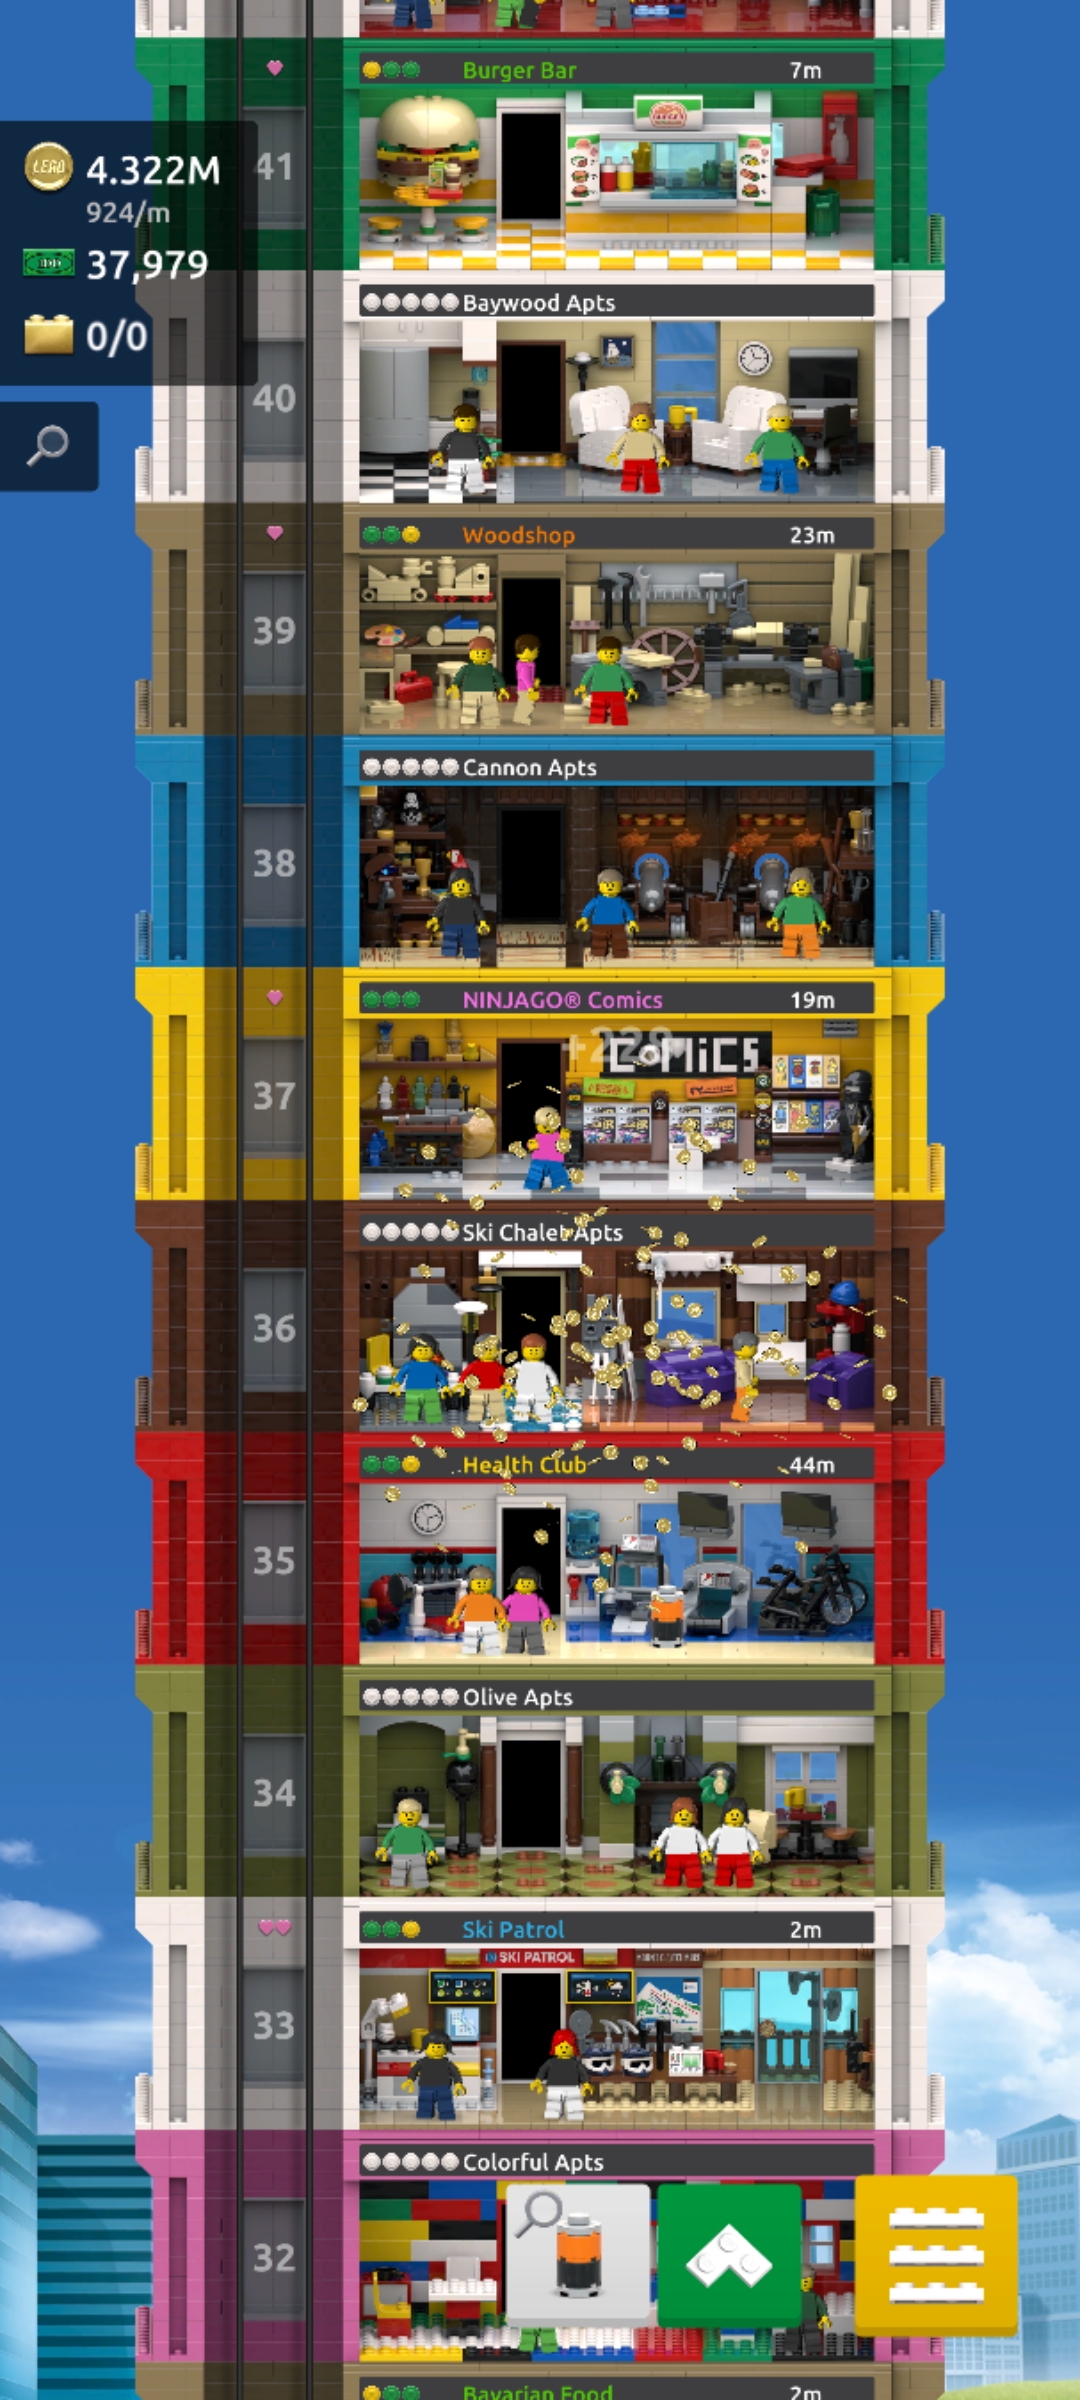 Burger Bar 7m
LEGO 4.322M
41
924/m
37,979
Baywood Apts
0/0
40
Woodshop 23m
39
Cannon Apts
38
NINJAGO® Comics 19m
COMiCS
37
Ski Chalet Apts
36
Health Club 44m
35
Olive Apts
34
Ski Patrol 2m
SKI PATROL
33
Colorful Apts
32
Bavarian Food 2m